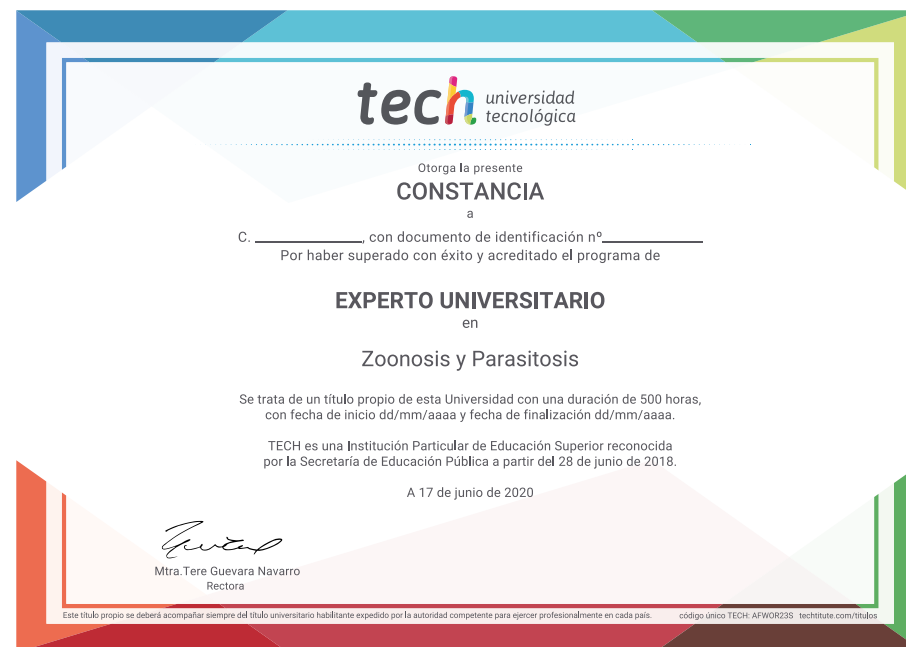 tech universidad
tecnológica
Otorga la presente
CONSTANCIA
a
C. ____________, con documento de identificación nº____________
Por haber superado con éxito y acreditado el programa de
EXPERTO UNIVERSITARIO
en
Zoonosis y Parasitosis
Se trata de un título propio de esta Universidad con una duración de 500 horas,
con fecha de inicio dd/mm/aaaa y fecha de finalización dd/mm/aaaa.
TECH es una Institución Particular de Educación Superior reconocida
por la Secretaría de Educación Pública a partir del 28 de junio de 2018.
A 17 de junio de 2020
Mtra.Tere Guevara Navarro
Rectora
Este título propio se deberá acompañar siempre del título universitario habilitante expedido por la autoridad competente para ejercer profesionalmente en cada país. código único TECH: AFWOR23S techtitute.com/títulos